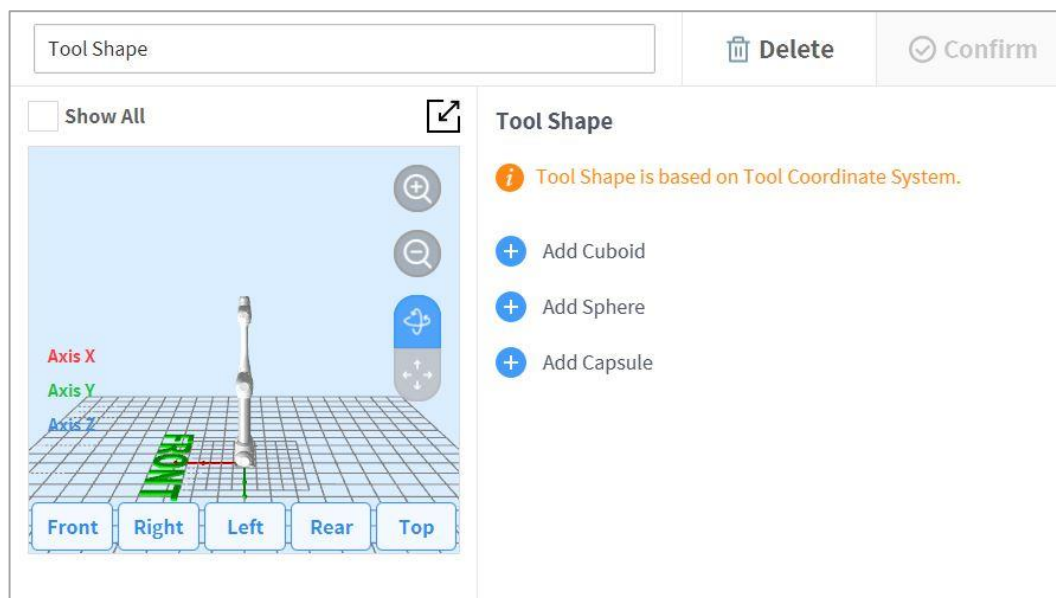 Tool Shape
Delete
Confirm
Show All
Tool Shape
Tool Shape is based on Tool Coordinate System.
Add Cuboid
Add Sphere
Add Capsule
Axis X
Axis Y
Axis Z
FRONT
Front
Right
Left
Rear
Top